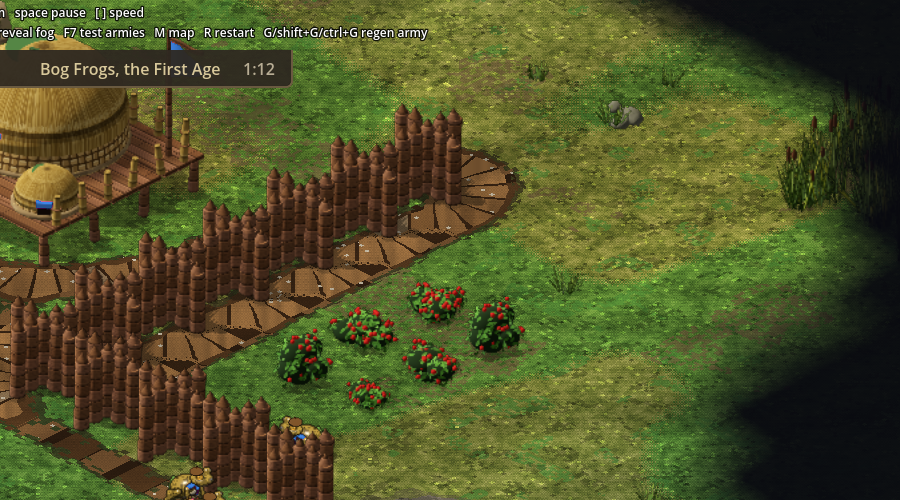 space pause [ ] speed
reveal fog F7 test armies M map R restart G/shift+G/ctrl+G regen army
Bog Frogs, the First Age 1:12